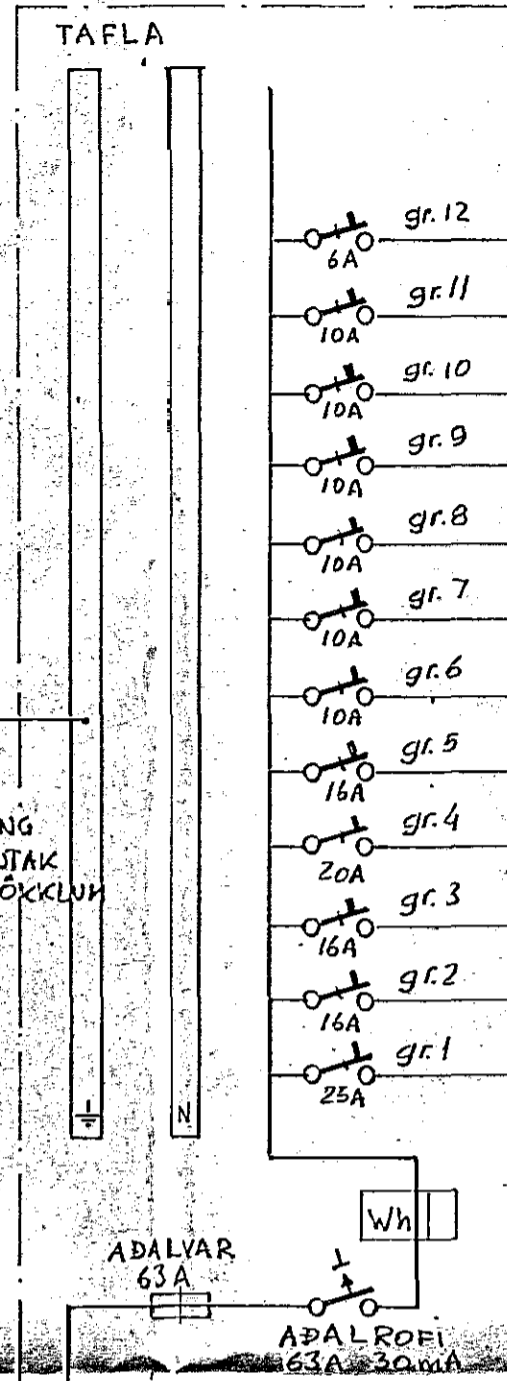 TAFLA
gr. 12
6A
gr. 11
10A
gr. 10
10A
gr. 9
10A
gr. 8
10A
gr. 7
10A
gr. 6
10A
gr. 5
16A
gr. 4
20A
gr. 3
16A
gr. 2
16A
gr. 1
25A
N
Wh
ADALVAR
63A
ADALROFI
63A 30mA